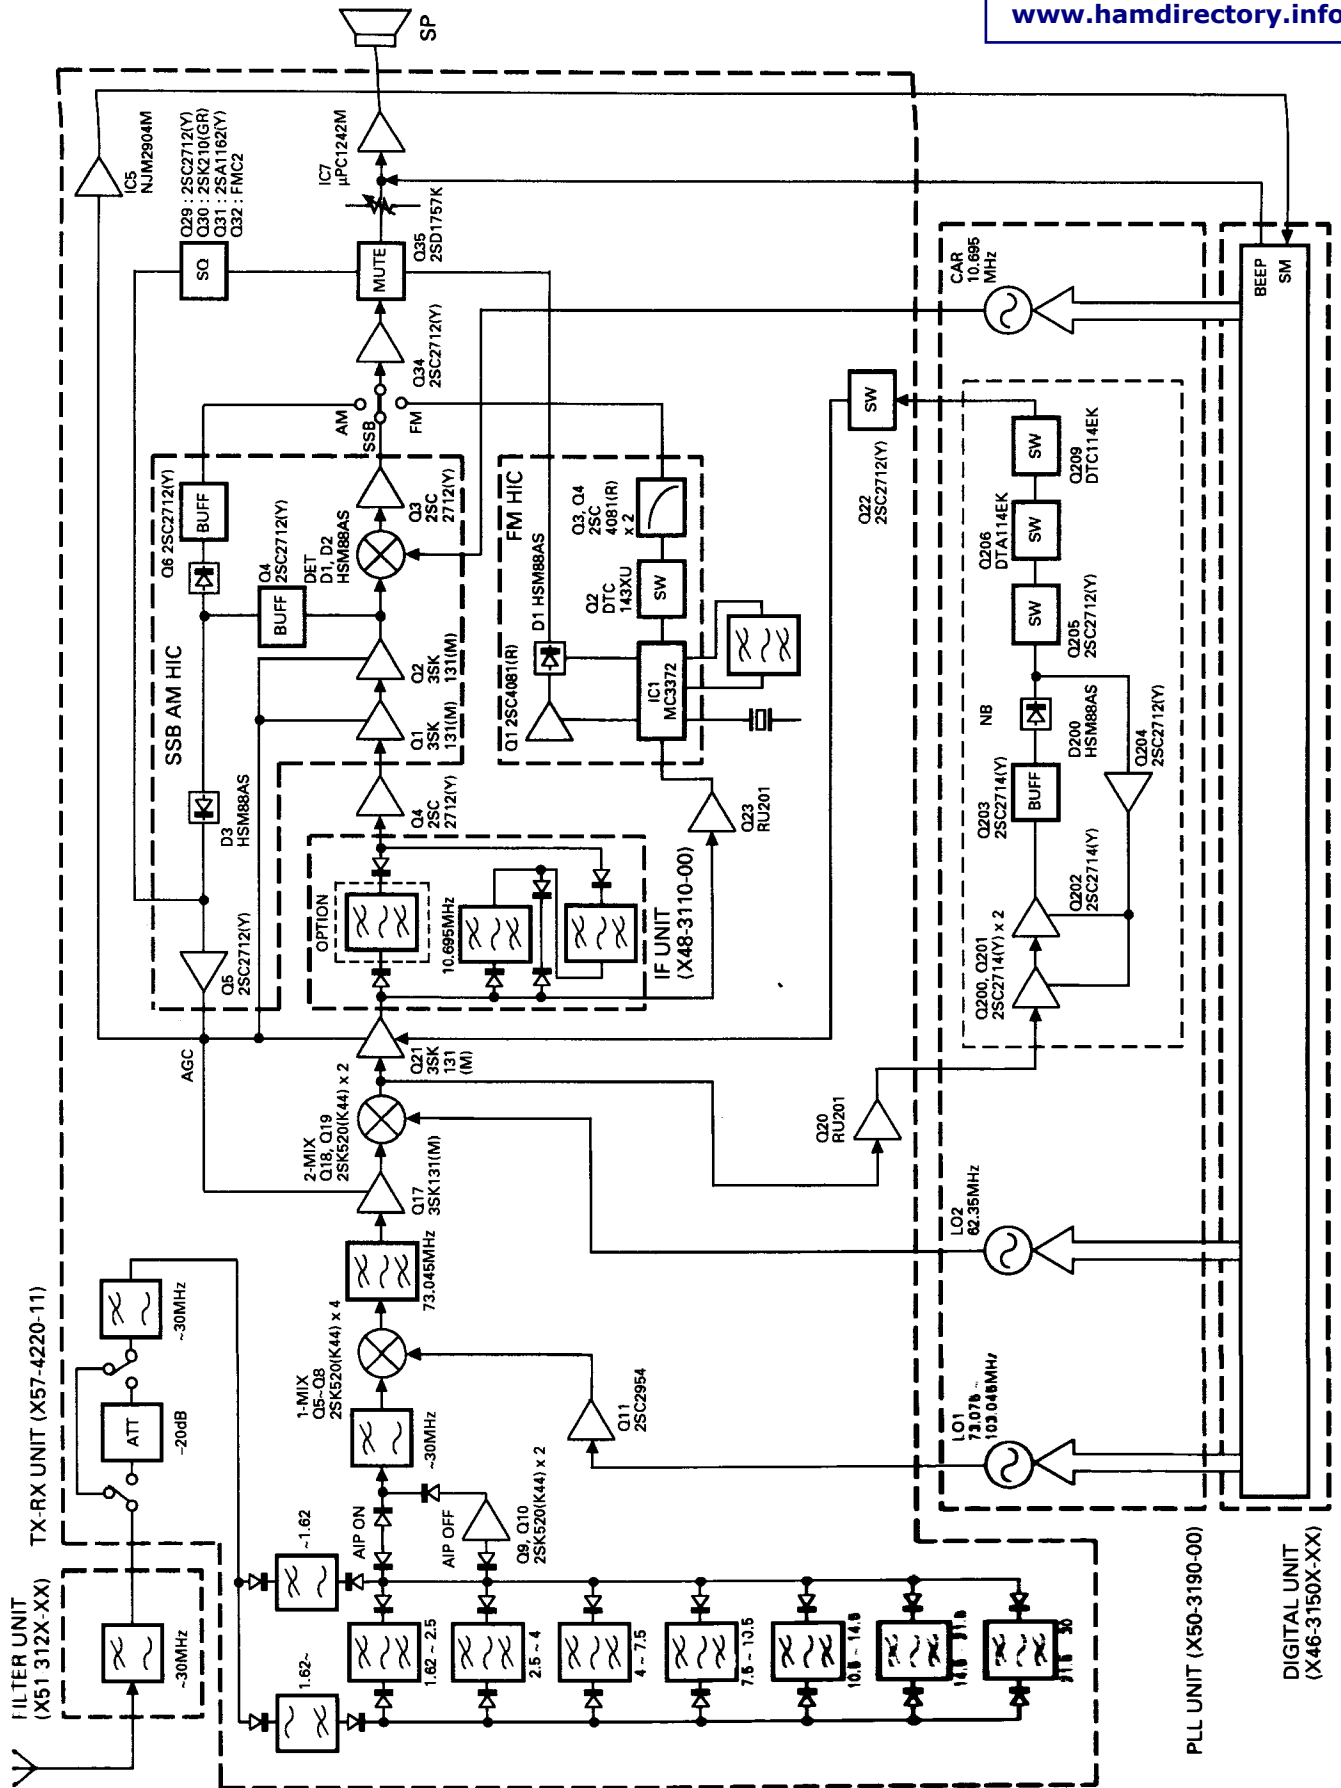 www.hamdirectory.info
SP
IC5
NJM2904M
Q29 : 2SC2712(Y)
Q30 : 2SK210(GR)
Q31 : 2SA1162(Y)
Q32 : FMC2
SQ
IC7
µPC1242M
MUTE
Q35
2SD1757K
Q34
2SC2712(Y)
AM
SSB
FM
SSB AM HIC
Q6 2SC2712(Y)
BUFF
Q4
2SC2712(Y)
BUFF
DET
D1, D2
HSM88AS
Q3
2SC
2712(Y)
D3
HSM88AS
Q5
2SC2712(Y)
Q2
3SK
131(M)
Q1
3SK
131(M)
Q4
2SC
2712(Y)
FM HIC
Q3, Q4
2SC
4081(R)
x 2
Q2
DTC
143XU
SW
D1 HSM88AS
Q1 2SC4081(R)
IC1
MC3372
Q23
RU201
OPTION
10.695MHz
IF UNIT
(X48-3110-00)
AGC
Q21
3SK
131
(M)
2-MIX
Q18, Q19
2SK520(K44) x 2
Q17
3SK131(M)
73.045MHz
1-MIX
Q5~Q8
2SK520(K44) x 4
~30MHz
Q11
2SC2954
Q20
RU201
SW
Q22
2SC2712(Y)
TX-RX UNIT (X57-4220-11)
~30MHz
ATT
-20dB
(X51 312X-XX)
~30MHz
~1.62
1.62~
AIP ON
AIP OFF
Q9, Q10
2SK520(K44) x 2
1.62 ~ 2.5
2.5 ~ 4
4 ~ 7.5
7.5 ~ 10.5
10.5 ~ 14.5
CAR
10.695
MHz
SW
Q209
DTC114EK
Q206
DTA114EK
SW
SW
Q205
2SC2712(Y)
NB
D200
HSM88AS
Q204
2SC2712(Y)
Q203
2SC2714(Y)
BUFF
Q202
2SC2714(Y)
Q200, Q201
2SC2714(Y) x 2
LO2
62.35MHz
LO1
BEEP
SM
PLL UNIT (X50-3190-00)
DIGITAL UNIT
(X46-3150X-XX)